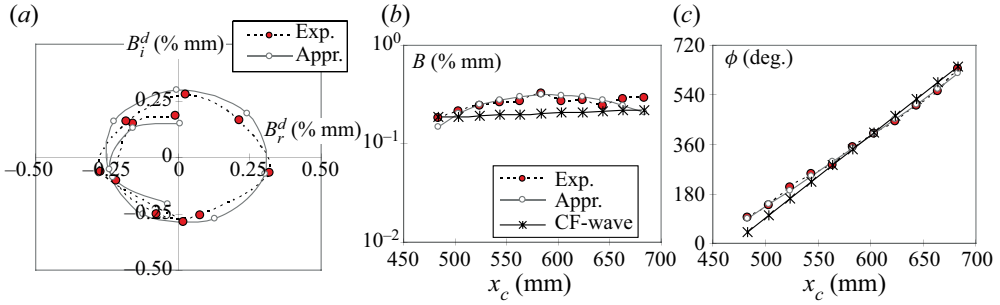 (a)
B_i^d (% mm)
Exp.
Appr.
0.25
B_r^d (% mm)
0
−0.50
−0.25
0
0.25
0.50
−0.25
−0.50
(b)
10^0
B (% mm)
10^−1
Exp.
Appr.
CF-wave
10^−2
450
500
550
600
650
700
x_c (mm)
(c)
720
ϕ (deg.)
540
360
180
0
450
500
550
600
650
700
x_c (mm)